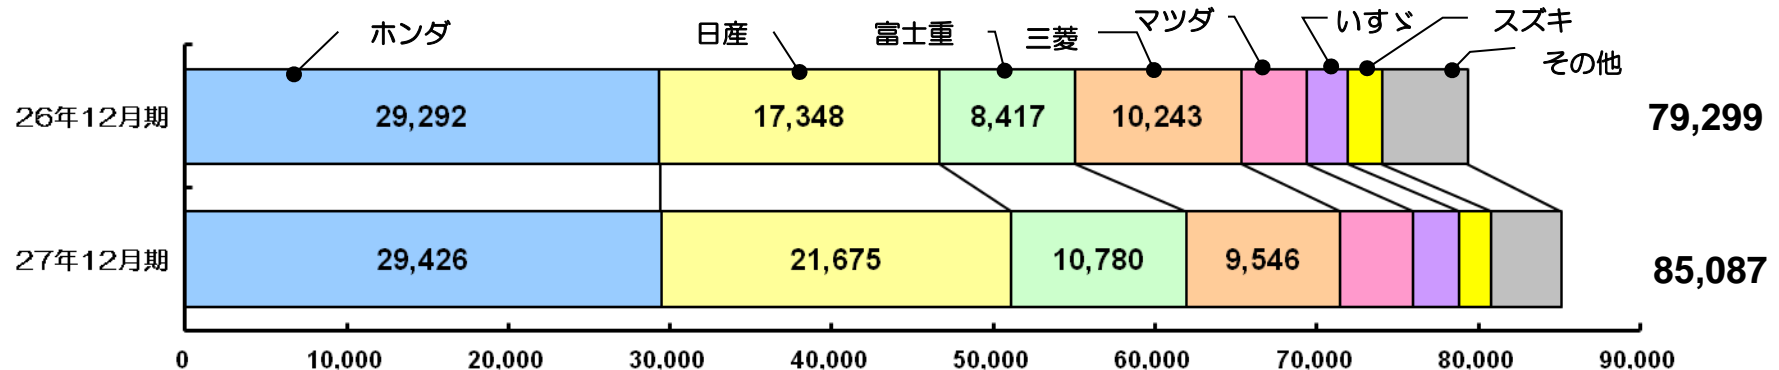 ホンダ 日産 富士重 三菱 マツダ いすゞ スズキ その他
26年12月期 29,292 17,348 8,417 10,243 79,299
27年12月期 29,426 21,675 10,780 9,546 85,087
0 10,000 20,000 30,000 40,000 50,000 60,000 70,000 80,000 90,000